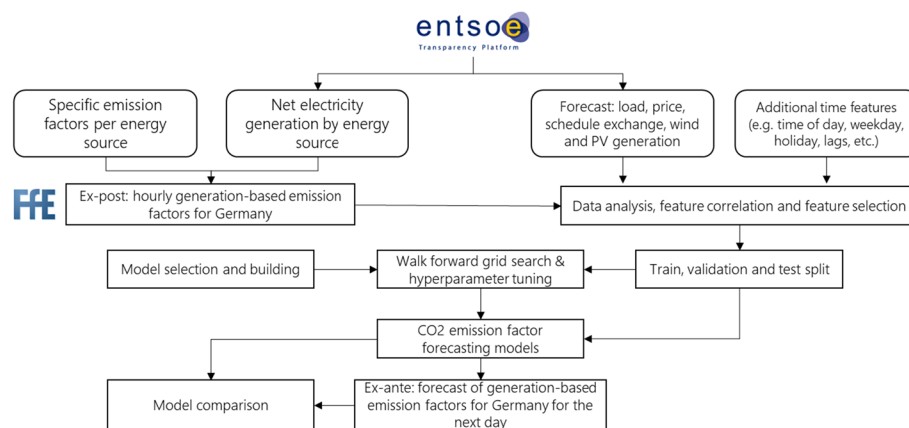 entsoe
Transparency Platform
Specific emission
factors per energy
source
Net electricity
generation by energy
source
Forecast: load, price,
schedule exchange, wind
and PV generation
Additional time features
(e.g. time of day, weekday,
holiday, lags, etc.)
FfE
Ex-post: hourly generation-based emission
factors for Germany
Data analysis, feature correlation and feature selection
Model selection and building
Walk forward grid search &
hyperparameter tuning
Train, validation and test split
CO2 emission factor
forecasting models
Model comparison
Ex-ante: forecast of generation-based
emission factors for Germany for the
next day